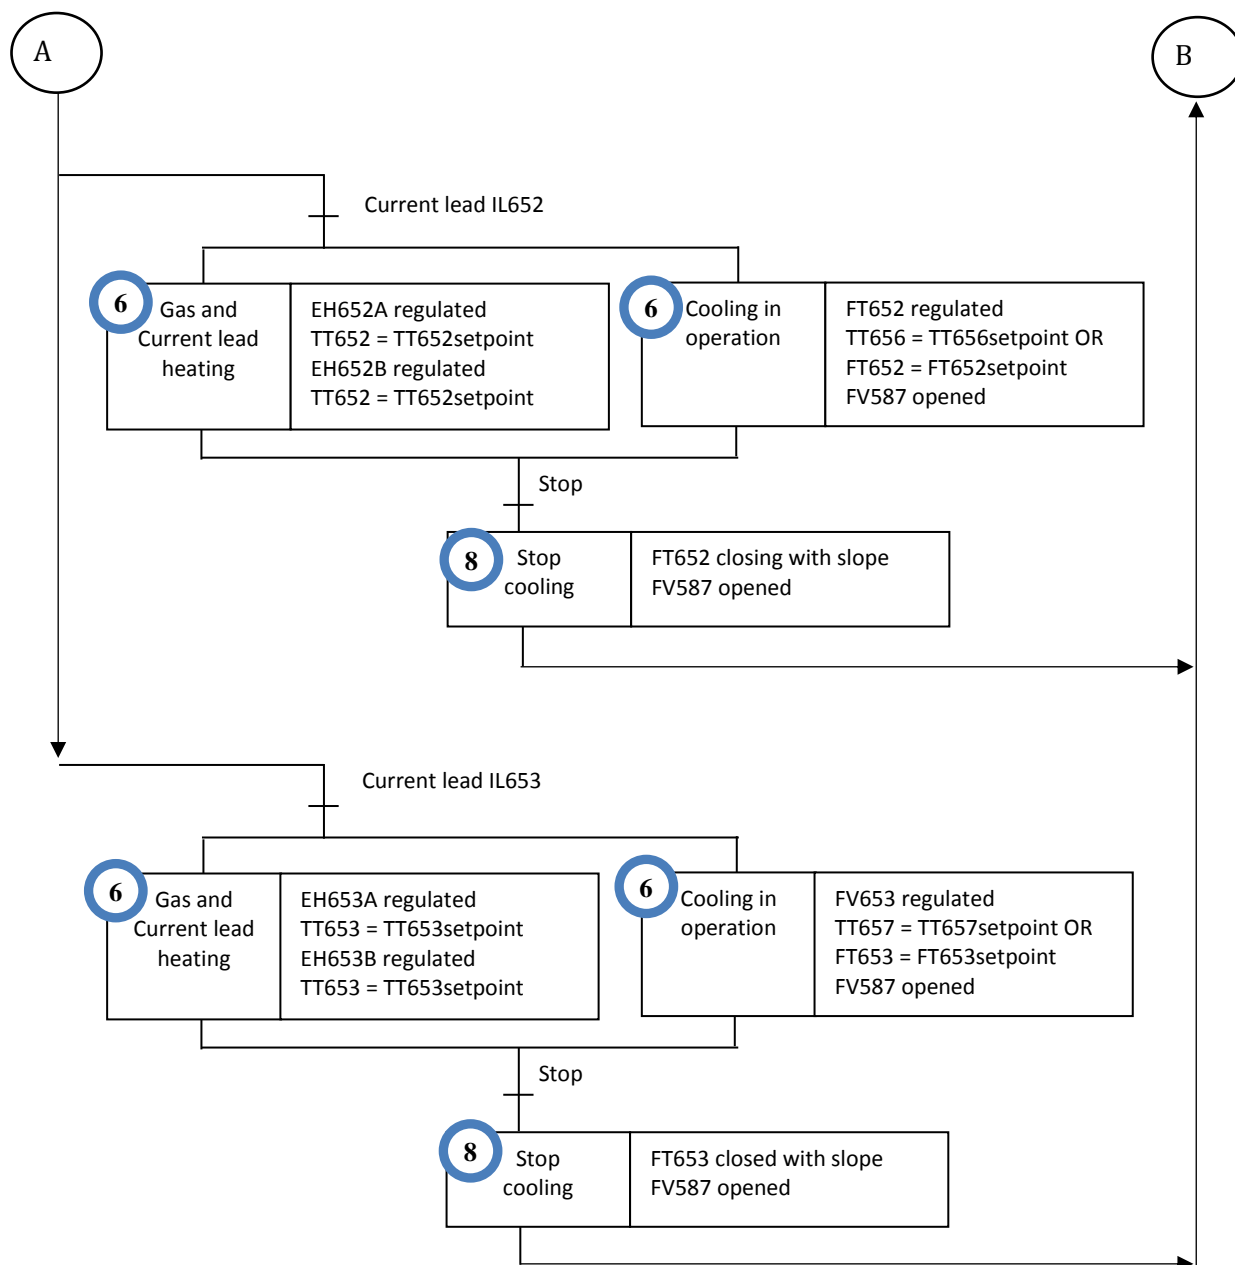 A
B
Current lead IL652
6
Gas and
Current lead
heating
EH652A regulated
TT652 = TT652setpoint
EH652B regulated
TT652 = TT652setpoint
6
Cooling in
operation
FT652 regulated
TT656 = TT656setpoint OR
FT652 = FT652setpoint
FV587 opened
Stop
8
Stop
cooling
FT652 closing with slope
FV587 opened
Current lead IL653
6
Gas and
Current lead
heating
EH653A regulated
TT653 = TT653setpoint
EH653B regulated
TT653 = TT653setpoint
6
Cooling in
operation
FV653 regulated
TT657 = TT657setpoint OR
FT653 = FT653setpoint
FV587 opened
Stop
8
Stop
cooling
FT653 closed with slope
FV587 opened